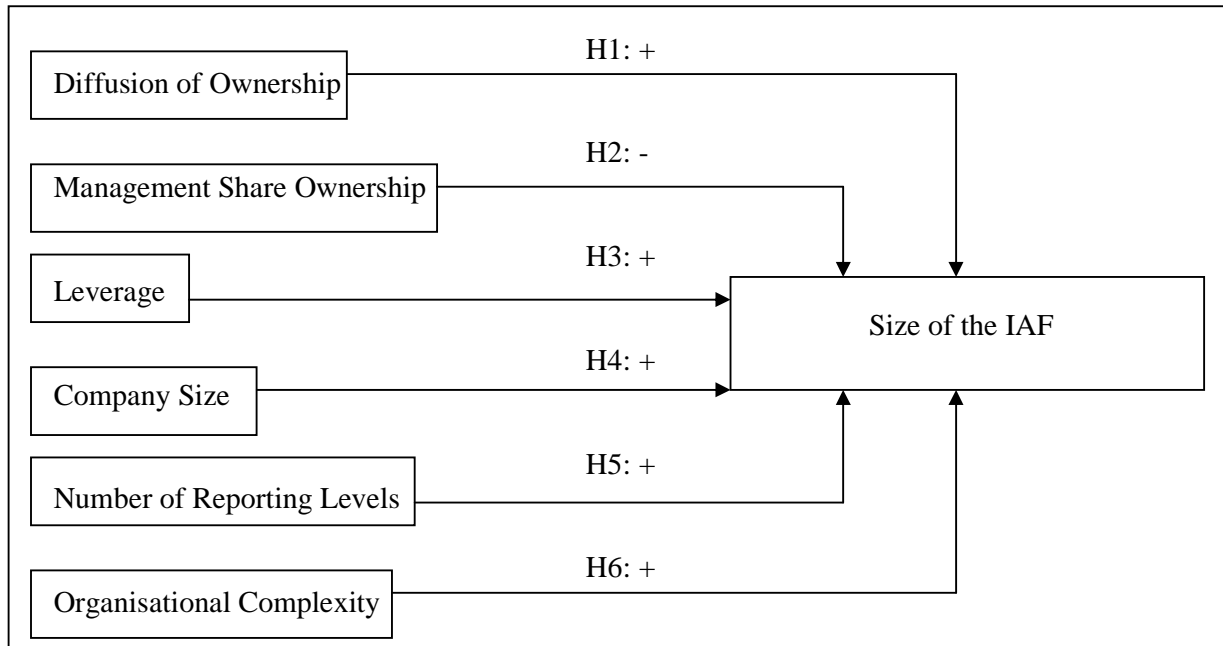 H1: +
Diffusion of Ownership
H2: -
Management Share Ownership
H3: +
Leverage
Size of the IAF
H4: +
Company Size
H5: +
Number of Reporting Levels
H6: +
Organisational Complexity